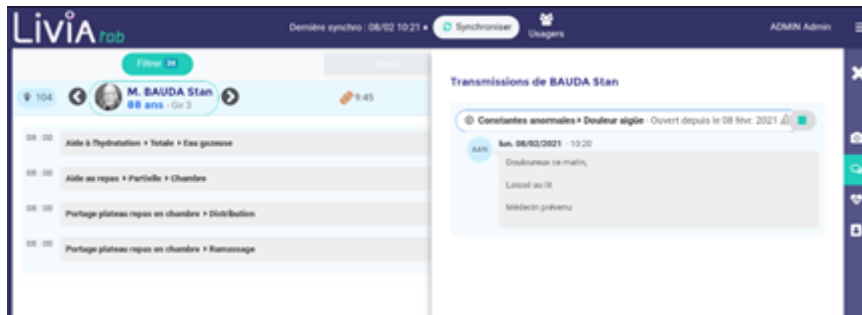 LiViA tab
Dernière synchro : 08/02 10:21 • Synchroniser
Usagers
ADMIN Admin
Filtrer 34
104
M. BAUDA Stan
88 ans - Gir 3
9:45
08 : 00 Aide à l'hydratation > Totale > Eau gazeuse
08 : 00 Aide au repas > Partielle > Chambre
08 : 00 Portage plateau repas en chambre > Distribution
08 : 00 Portage plateau repas en chambre > Ramassage
Transmissions de BAUDA Stan
Constantes anormales > Douleur aigüe - Ouvert depuis le 08 févr. 2021
lun. 08/02/2021 - 10:20
Douloureux ce matin,
Laissé au lit
Médecin prévenu